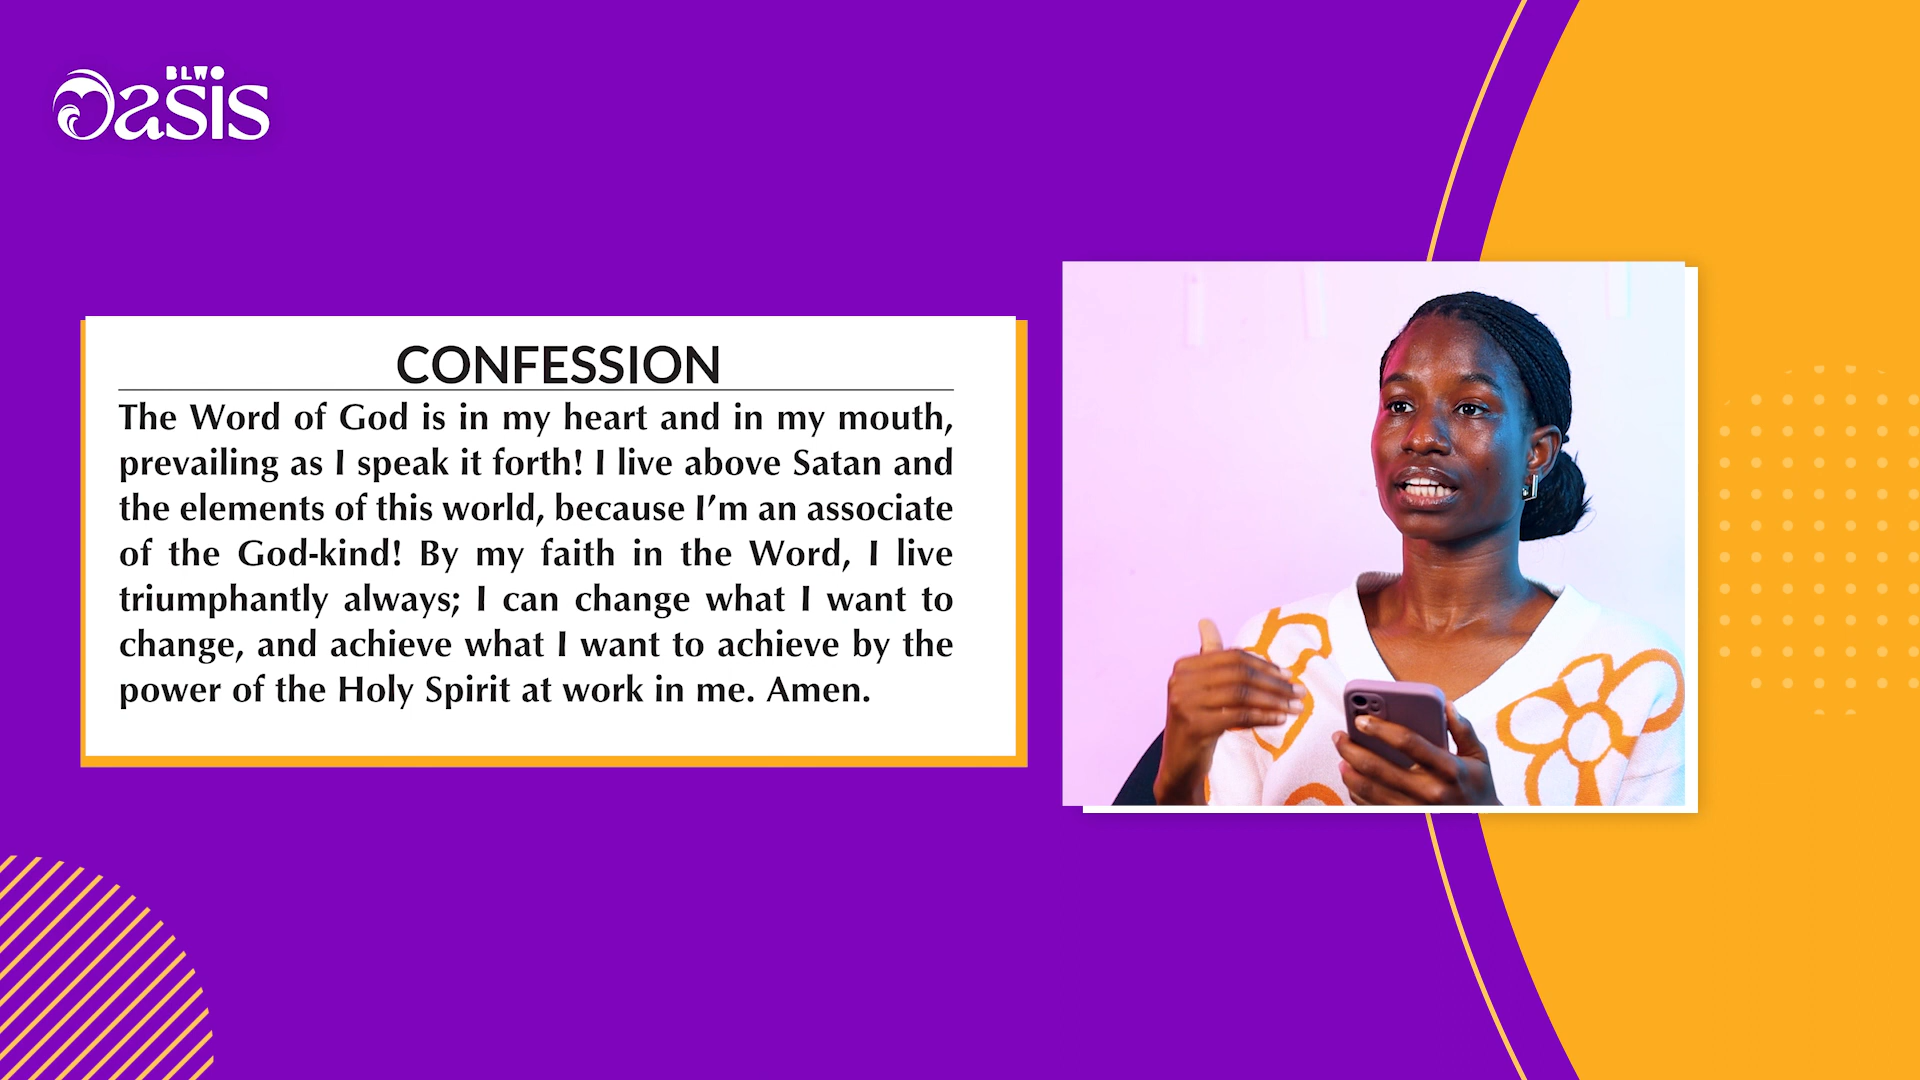 BLWO
Oasis
CONFESSION
The Word of God is in my heart and in my mouth,
prevailing as I speak it forth! I live above Satan and
the elements of this world, because I’m an associate
of the God-kind! By my faith in the Word, I live
triumphantly always; I can change what I want to
change, and achieve what I want to achieve by the
power of the Holy Spirit at work in me. Amen.